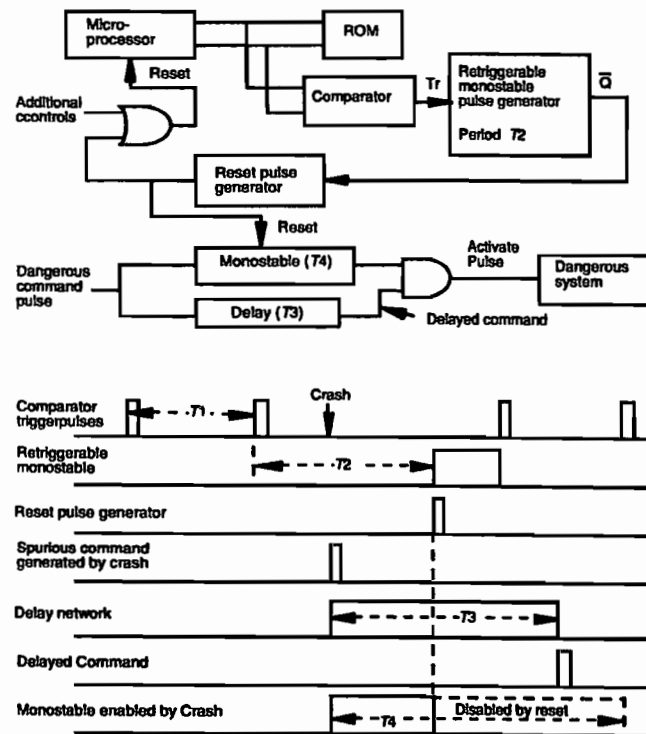 Micro-
processor
ROM
Reset
Comparator
Tr
Retriggerable
monostable
pulse generator
Period T2
Q
Additional
ccontrols
Reset pulse
generator
Reset
Dangerous
command
pulse
Monostable (T4)
Delay (T3)
Activate
Pulse
Delayed command
Dangerous
system
Crash
Comparator
triggerpulses
T1
Retriggerable
monostable
T2
Reset pulse generator
Spurious command
generated by crash
Delay network
T3
Delayed Command
Monostable enabled by Crash
T4
Disabled by reset